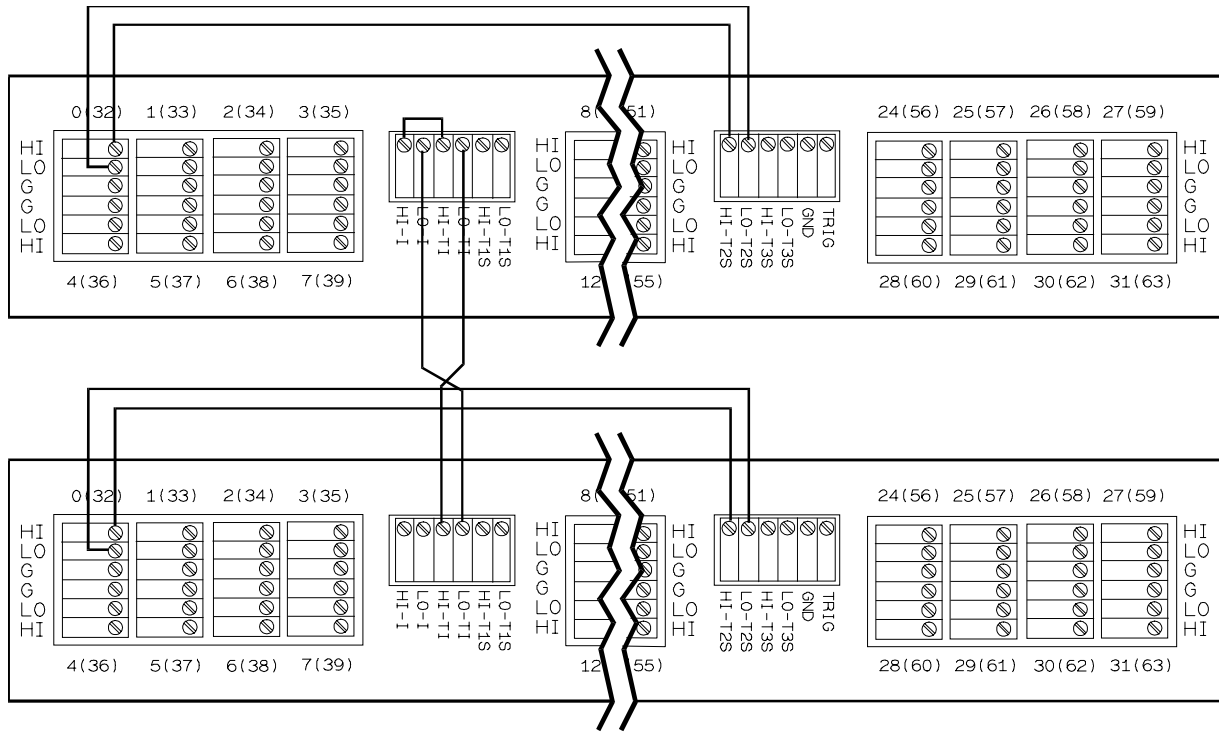 0(32) 1(33) 2(34) 3(35) 8( 51) 24(56) 25(57) 26(58) 27(59)
HI HI HI HI
LO LO LO LO
G G G G
G G G G
LO LO LO LO
HI HI HI HI
HI-I LO-I HI-TI LO-TI HI-T1S LO-T1S
HI-T2S LO-T2S HI-T3S LO-T3S GND TRIG
4(36) 5(37) 6(38) 7(39) 12 55) 28(60) 29(61) 30(62) 31(63)
0(32) 1(33) 2(34) 3(35) 8( 51) 24(56) 25(57) 26(58) 27(59)
HI HI HI HI
LO LO LO LO
G G G G
G G G G
LO LO LO LO
HI HI HI HI
HI-I LO-I HI-TI LO-TI HI-T1S LO-T1S
HI-T2S LO-T2S HI-T3S LO-T3S GND TRIG
4(36) 5(37) 6(38) 7(39) 12 55) 28(60) 29(61) 30(62) 31(63)